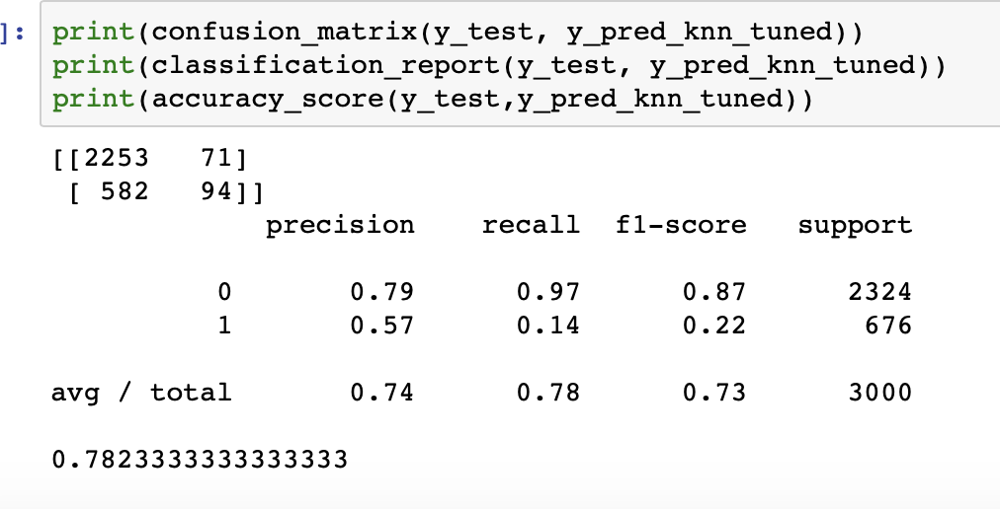 ]: print(confusion_matrix(y_test, y_pred_knn_tuned))
print(classification_report(y_test, y_pred_knn_tuned))
print(accuracy_score(y_test,y_pred_knn_tuned))
[[2253   71]
 [ 582   94]]
             precision    recall  f1-score   support
          0       0.79      0.97      0.87      2324
          1       0.57      0.14      0.22       676
avg / total       0.74      0.78      0.73      3000
0.7823333333333333